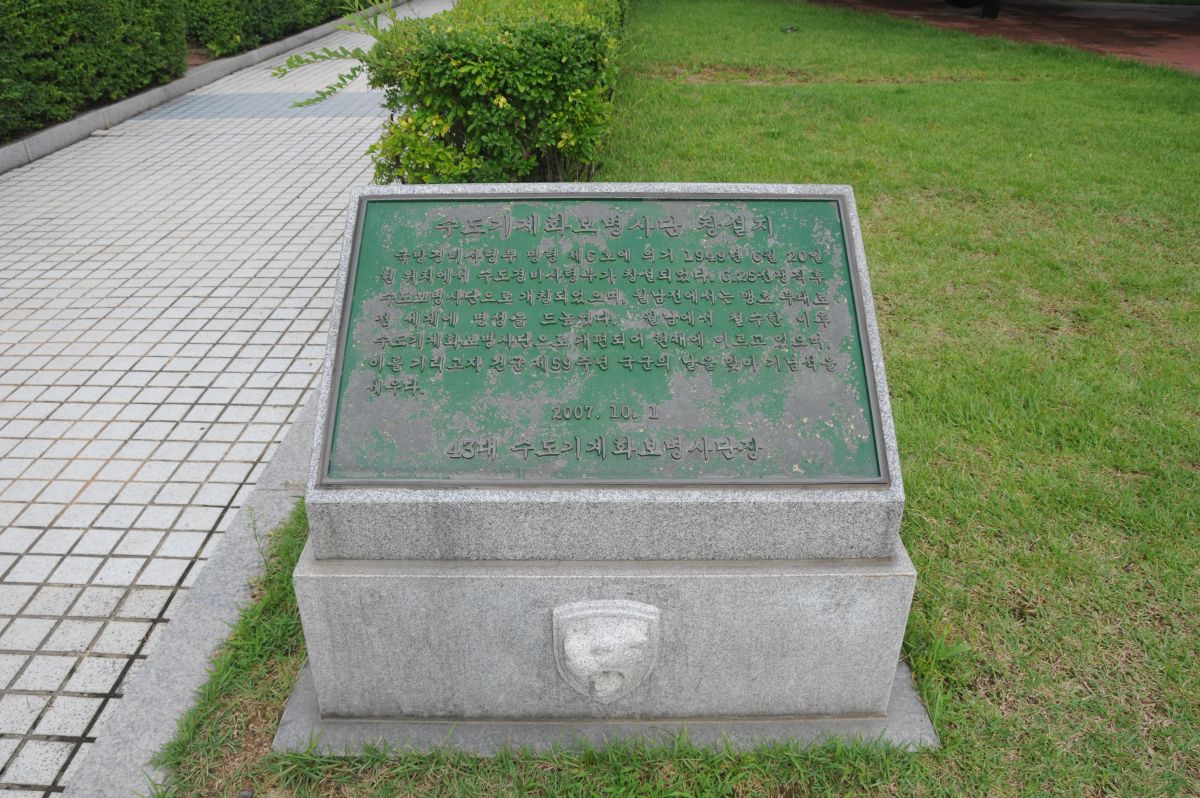 수도기계화보병사단 창설지
국방경비사령부 명령 제6호에 의거 1949년 6월 20일
현 위치에서 수도경비사령부가 창설되었다. 6.25전쟁직후
수도보병사단으로 개칭되었으며, 월남전에서는 맹호 부대로
전 세계에 명성을 드높였다. 월남에서 철수한 이후
수도기계화보병사단으로 개편되어 현재에 이르고 있으며,
이를 기리고자 건군 제59주년 국군의 날을 맞아 기념석을
세우다.
2007. 10. 1
43대 수도기계화보병사단장